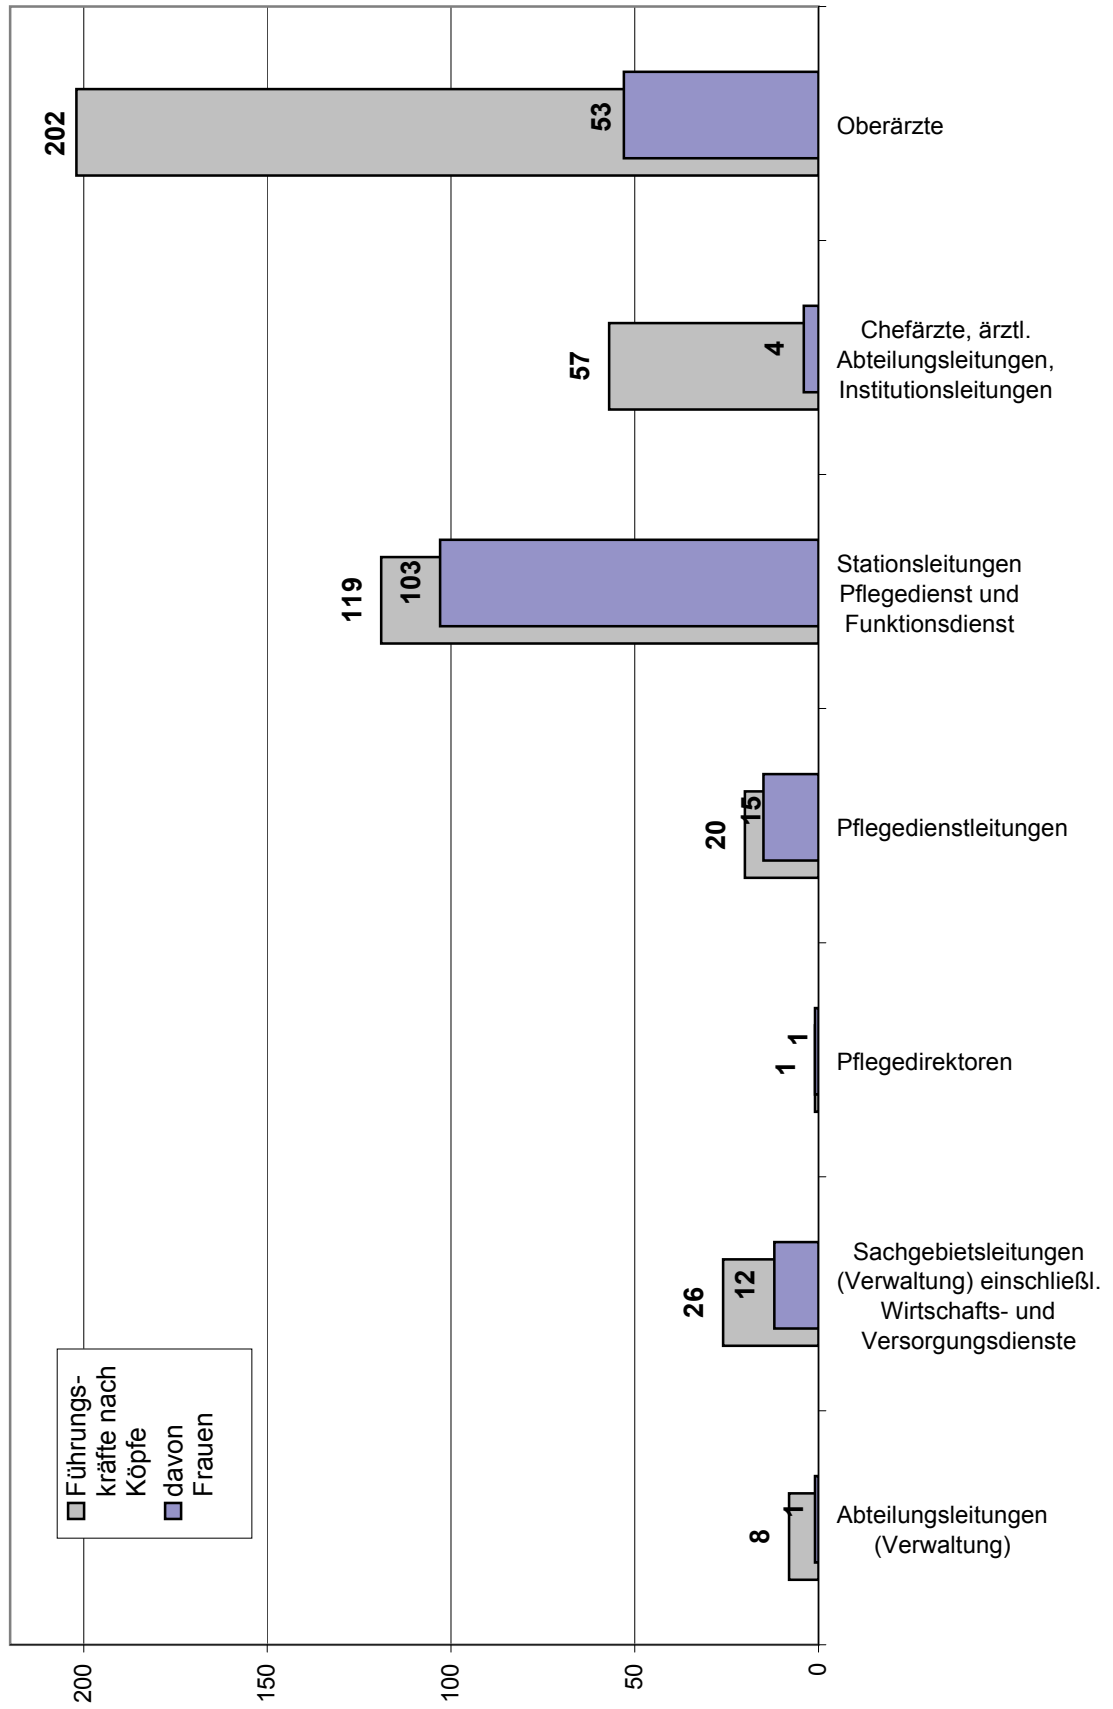 202
53
Oberärzte
57
4
Chefärzte, ärztl.
Abteilungsleitungen,
Institutionsleitungen
119
103
Stationsleitungen
Pflegedienst und
Funktionsdienst
20
15
Pflegedienstleitungen
1
1
Pflegedirektoren
26
12
Sachgebietsleitungen
(Verwaltung) einschließl.
Wirtschafts- und
Versorgungsdienste
Führungs-
kräfte nach
Köpfe
davon
Frauen
8
1
Abteilungsleitungen
(Verwaltung)
200
150
100
50
0